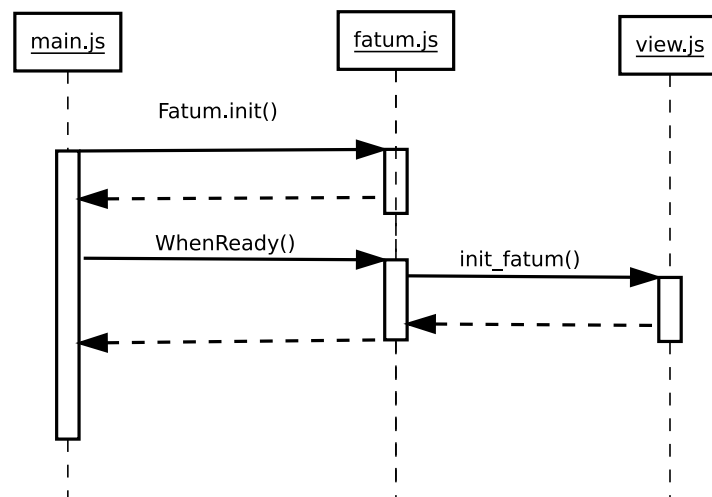 main.js
fatum.js
view.js
Fatum.init()
WhenReady()
init_fatum()